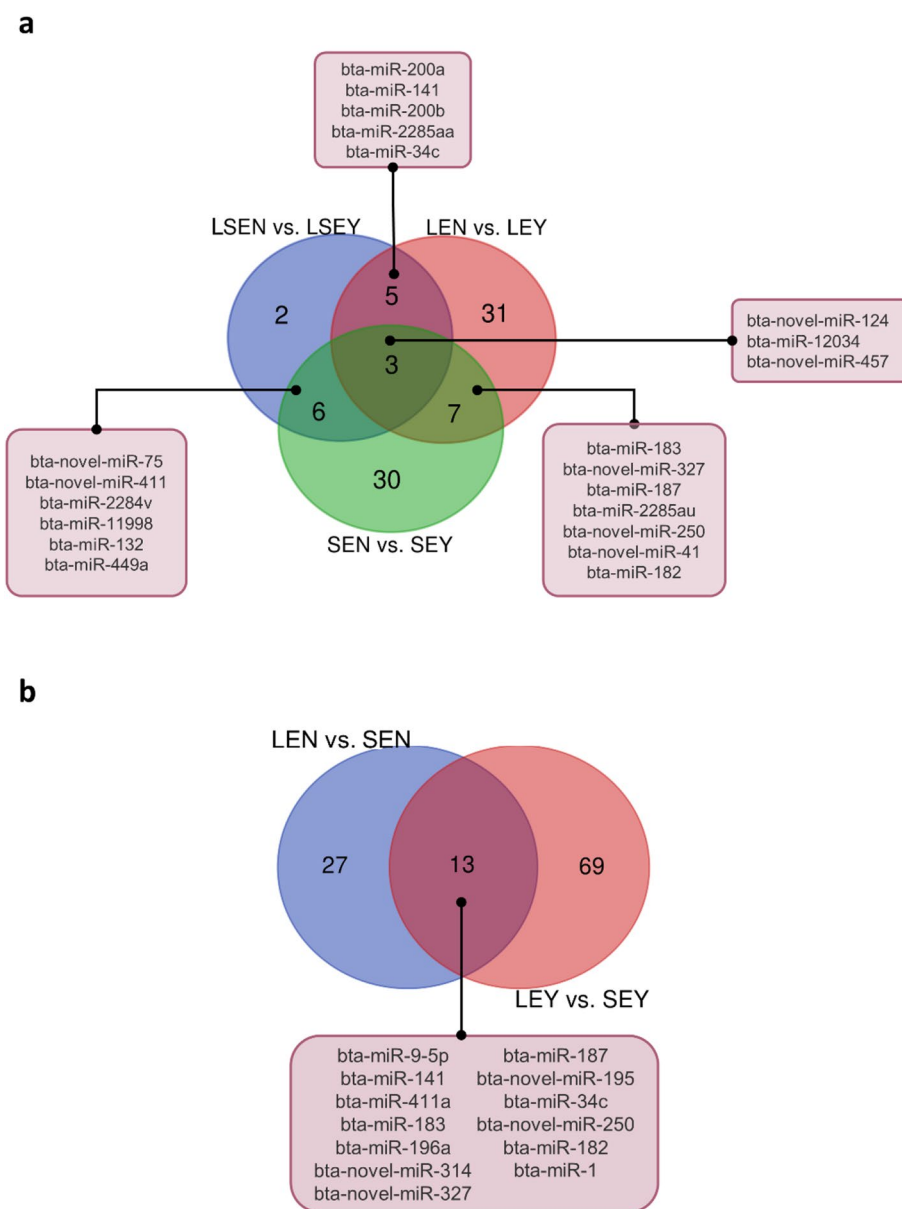 a
bta-miR-200a
bta-miR-141
bta-miR-200b
bta-miR-2285aa
bta-miR-34c
LSEN vs. LSEY
LEN vs. LEY
5
2
31
3
6
7
30
SEN vs. SEY
bta-novel-miR-124
bta-miR-12034
bta-novel-miR-457
bta-novel-miR-75
bta-novel-miR-411
bta-miR-2284v
bta-miR-11998
bta-miR-132
bta-miR-449a
bta-miR-183
bta-novel-miR-327
bta-miR-187
bta-miR-2285au
bta-novel-miR-250
bta-novel-miR-41
bta-miR-182
b
LEN vs. SEN
27
13
69
LEY vs. SEY
bta-miR-9-5p
bta-miR-141
bta-miR-411a
bta-miR-183
bta-miR-196a
bta-novel-miR-314
bta-novel-miR-327
bta-miR-187
bta-novel-miR-195
bta-miR-34c
bta-novel-miR-250
bta-miR-182
bta-miR-1